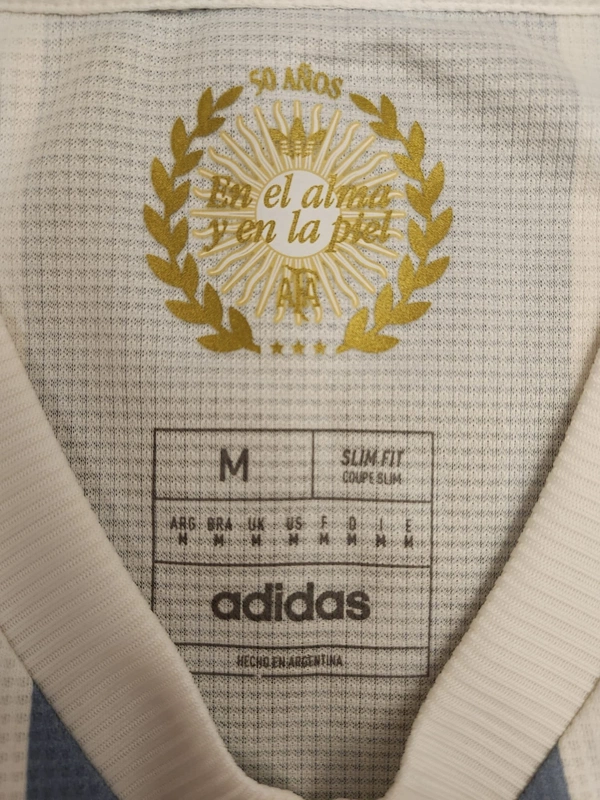 50 AÑOS
En el alma
y en la piel
AFA
M
SLIM FIT
COUPE SLIM
ARG BRA UK US F D I E
M M M M M M M M
adidas
HECHO EN ARGENTINA